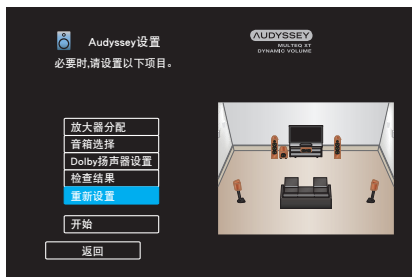 Audyssey设置
AUDYSSEY
MULTEQ XT
DYNAMIC VOLUME
必要时,请设置以下项目。
放大器分配
音箱选择
Dolby扬声器设置
检查结果
重新设置
开始
返回